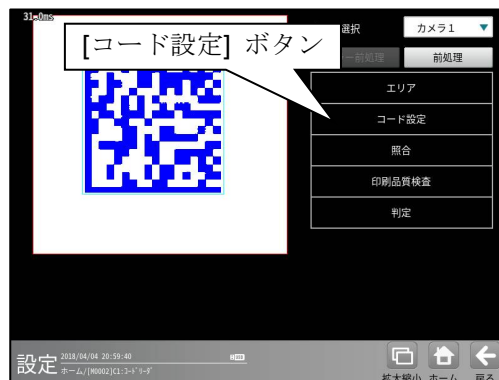 31.0ms
[コード設定] ボタン
選択
カメラ1
前処理
前処理
エリア
コード設定
照合
印刷品質検査
判定
設定
2018/04/04 20:59:40
ホーム/[M0002]C1:コードリーダ
拡大縮小
ホーム
戻る